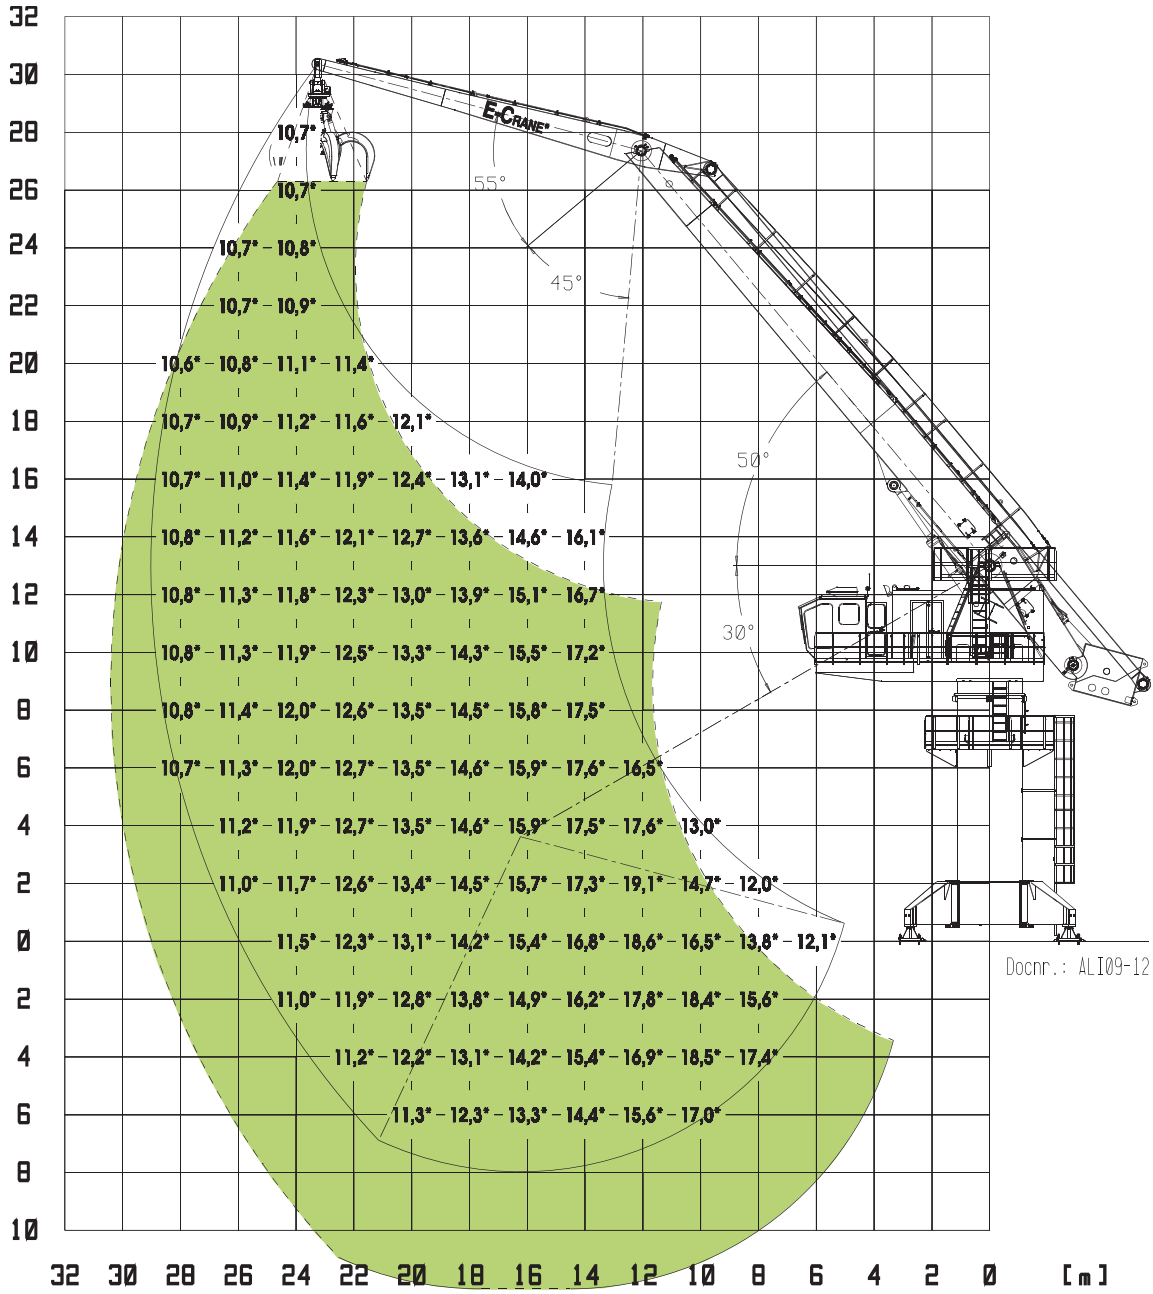 32
30
E-CRANE®
28 10,7*
26 10,7*
55°
24 10,7* 10,8*
45°
22 10,7* 10,9*
20 10,6* 10,8* 11,1* 11,4*
18 10,7* 10,9* 11,2* 11,6* 12,1*
50°
16 10,7* 11,0* 11,4* 11,9* 12,4* 13,1* 14,0*
14 10,8* 11,2* 11,6* 12,1* 12,7* 13,6* 14,6* 16,1*
12 10,8* 11,3* 11,8* 12,3* 13,0* 13,9* 15,1* 16,7*
30°
10 10,8* 11,3* 11,9* 12,5* 13,3* 14,3* 15,5* 17,2*
8 10,8* 11,4* 12,0* 12,6* 13,5* 14,5* 15,8* 17,5*
6 10,7* 11,3* 12,0* 12,7* 13,5* 14,6* 15,9* 17,6* 16,5*
4 11,2* 11,9* 12,7* 13,5* 14,6* 15,9* 17,5* 17,6* 13,0*
2 11,0* 11,7* 12,6* 13,4* 14,5* 15,7* 17,3* 19,1* 14,7* 12,0*
0 11,5* 12,3* 13,1* 14,2* 15,4* 16,8* 18,6* 16,5* 13,8* 12,1*
Docnr.: ALI09-12
2 11,0* 11,9* 12,8* 13,8* 14,9* 16,2* 17,8* 18,4* 15,6*
4 11,2* 12,2* 13,1* 14,2* 15,4* 16,9* 18,5* 17,4*
6 11,3* 12,3* 13,3* 14,4* 15,6* 17,0*
8
10
32 30 28 26 24 22 20 18 16 14 12 10 8 6 4 2 0 [m]